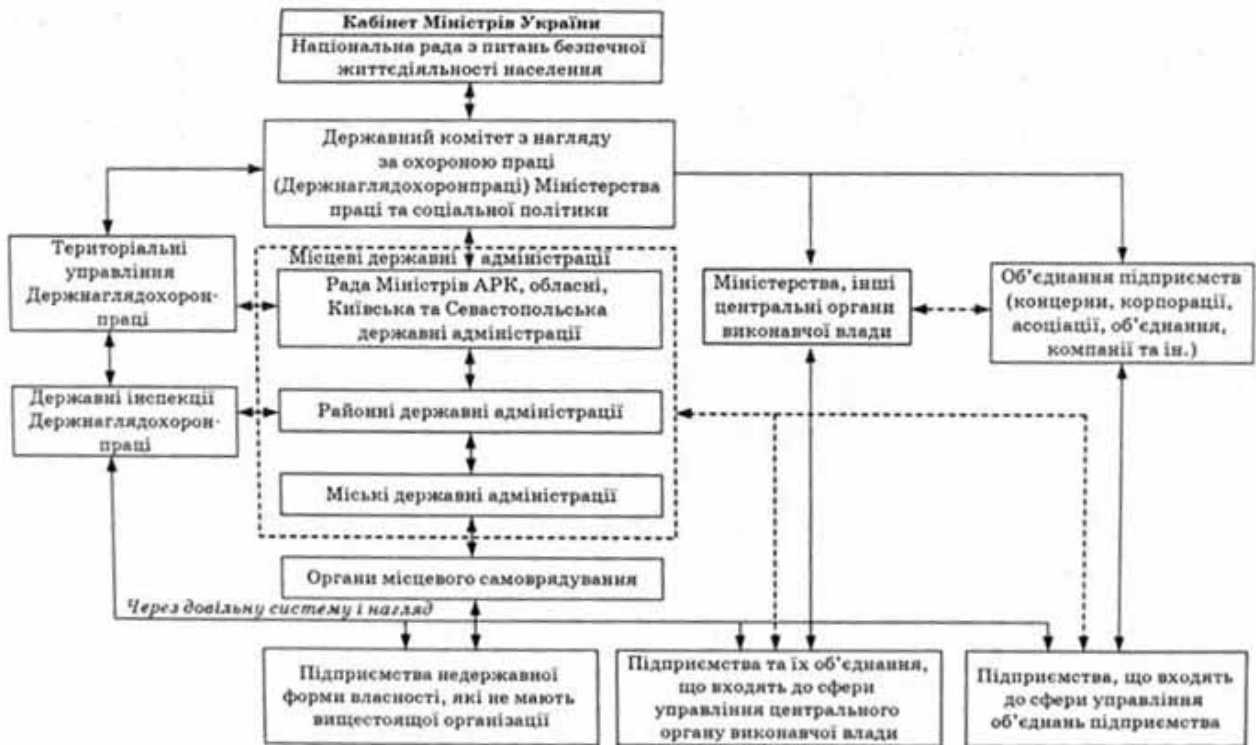 Кабінет Міністрів України
Національна рада з питань безпечної
життєдіяльності населення
Державний комітет з нагляду
за охороною праці
(Держнаглядохоронпраці) Міністерства
праці та соціальної політики
Територіальні
управління
Держнаглядохорон-
праці
Місцеві державні адміністрації
Рада Міністрів АРК, обласні,
Київська та Севастопольська
державні адміністрації
Міністерства, інші
центральні органи
виконавчої влади
Об'єднання підприємств
(концерни, корпорації,
асоціації, об'єднання,
компанії та ін.)
Державні інспекції
Держнаглядохорон-
праці
Районні державні адміністрації
Міські державні адміністрації
Органи місцевого самоврядування
Через довільну систему і нагляд
Підприємства недержавної
форми власності, які не мають
вищестоящої організації
Підприємства та їх об'єднання,
що входять до сфери
управління центрального
органу виконавчої влади
Підприємства, що входять
до сфери управління
об'єднань підприємства